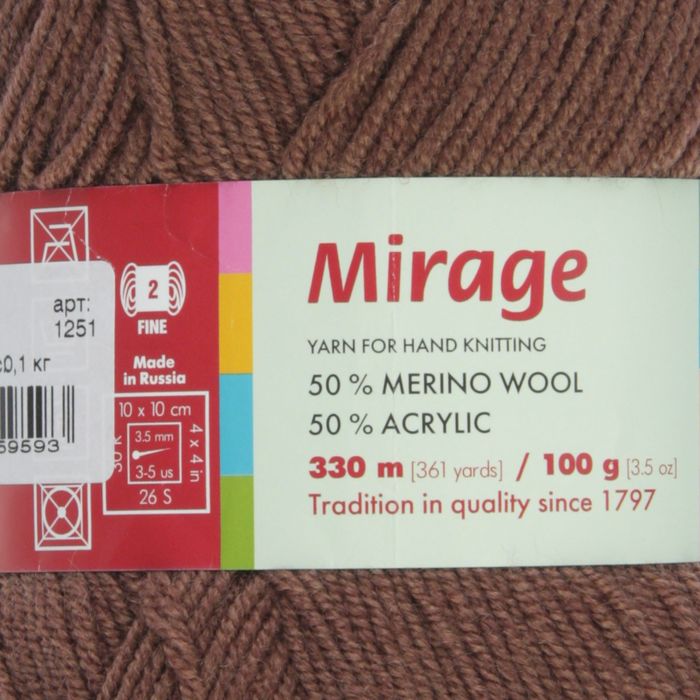 арт:
1251
0,1 кг
59593
2
FINE
Made
in Russia
10 x 10 cm
4 x 4 in
3.5 mm
3-5 us
26 S
Mirage
YARN FOR HAND KNITTING
50 % MERINO WOOL
50 % ACRYLIC
330 m [361 yards] / 100 g [3.5 oz]
Tradition in quality since 1797